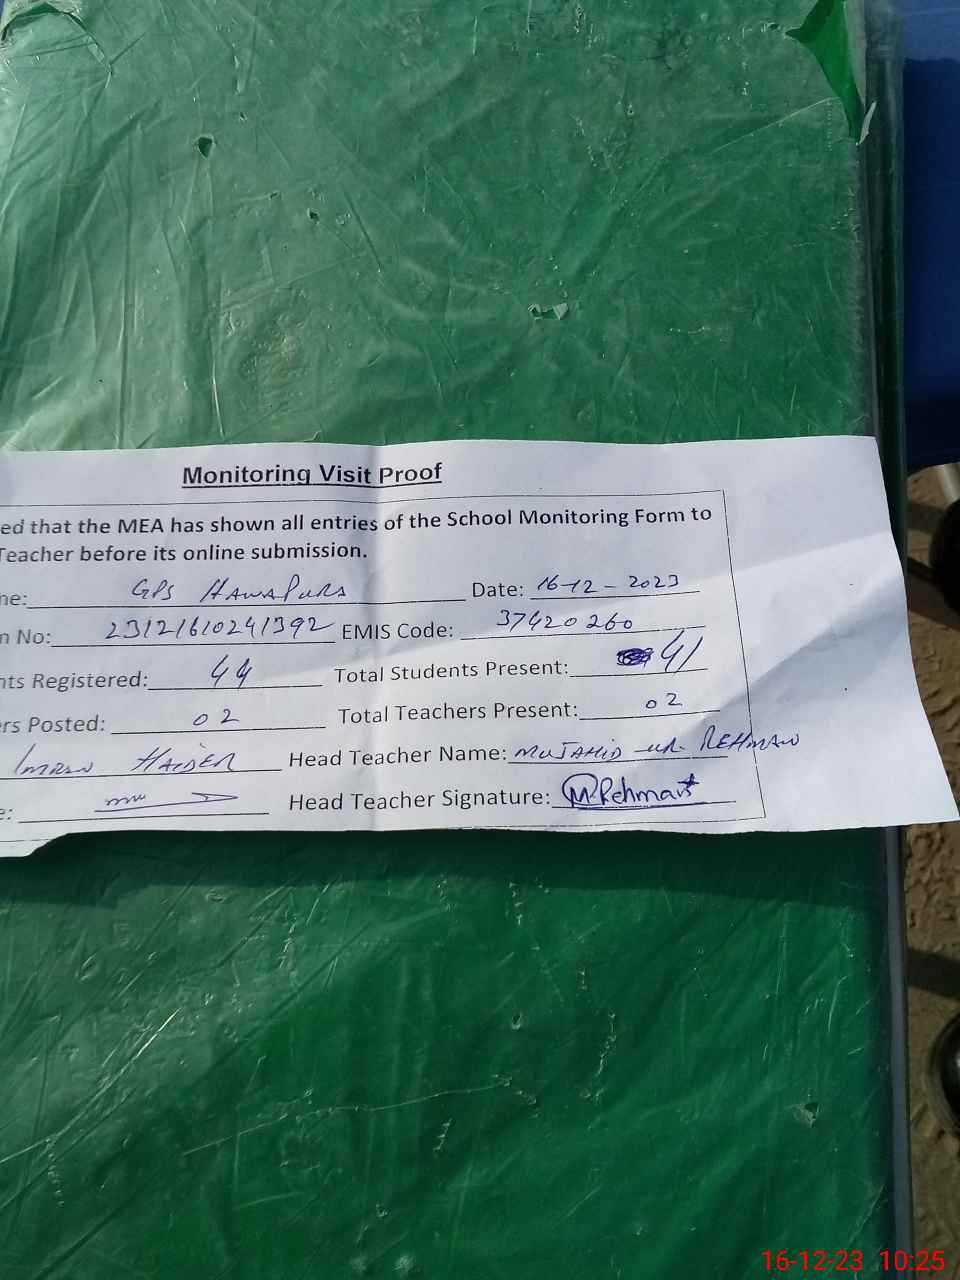 Monitoring Visit Proof
ed that the MEA has shown all entries of the School Monitoring Form to
Teacher before its online submission.
me: GPS HAWAPURA Date: 16-12-2023
n No: 23121610241392 EMIS Code: 37420260
nts Registered: 44 Total Students Present: 41
rs Posted: 02 Total Teachers Present: 02
IMRAN HAIDER Head Teacher Name: MUJAHID ur REHMAN
e: Head Teacher Signature: M.Rehman
16-12-23 10:25